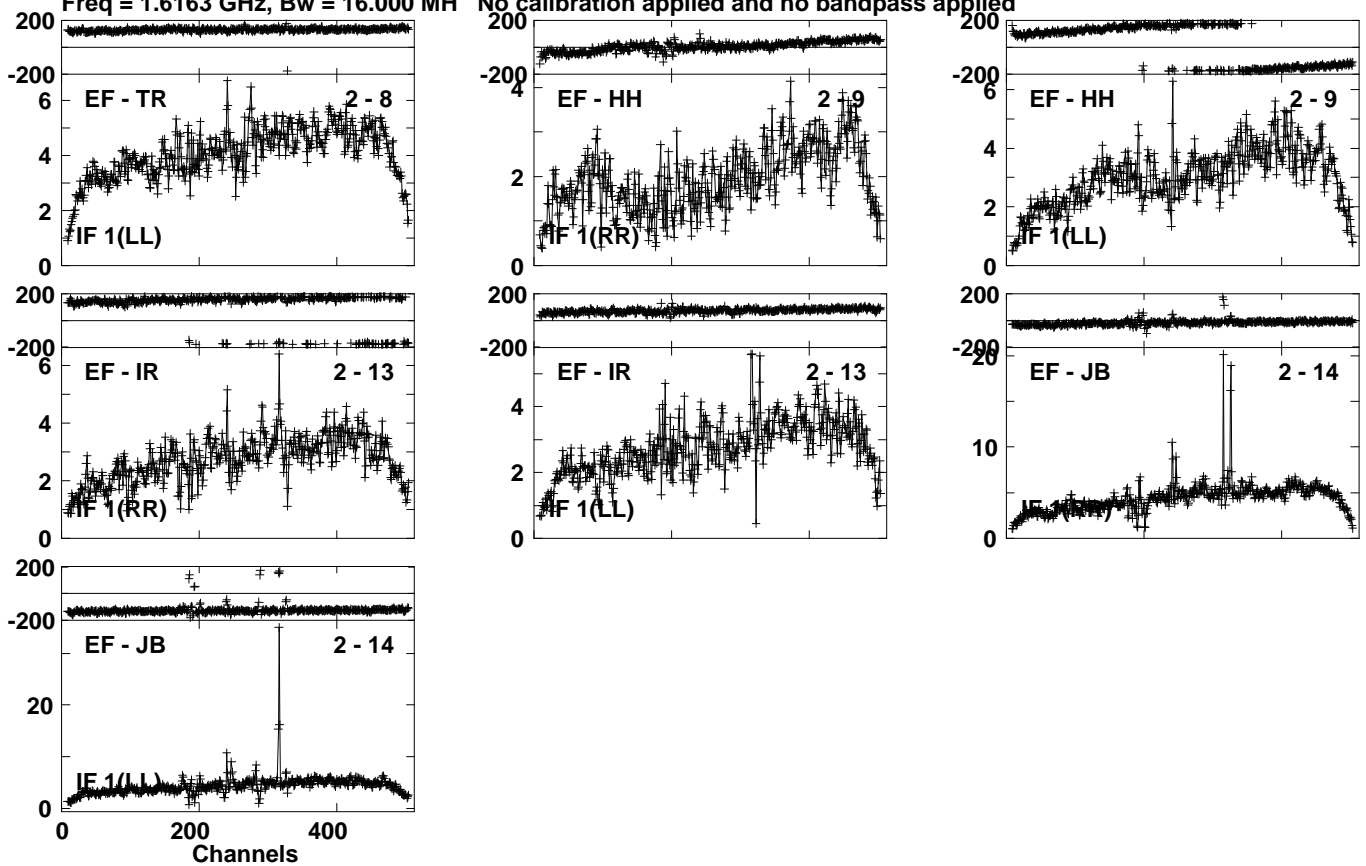 Freq = 1.6163 GHz, Bw = 16.000 MH No calibration applied and no bandpass applied
200
-200
6
4
2
0
EF - TR 2 - 8
IF 1(LL)
4
2
0
EF - HH 2 - 9
IF 1(RR)
200
-200
6
4
2
0
EF - HH 2 - 9
IF 1(LL)
200
-200
6
4
2
0
EF - IR 2 - 13
IF 1(RR)
200
-200
4
2
0
EF - IR 2 - 13
IF 1(LL)
200
-200
20
10
0
EF - JB 2 - 14
IF 1(RR)
200
-200
20
0
EF - JB 2 - 14
IF 1(LL)
0 200 400
Channels